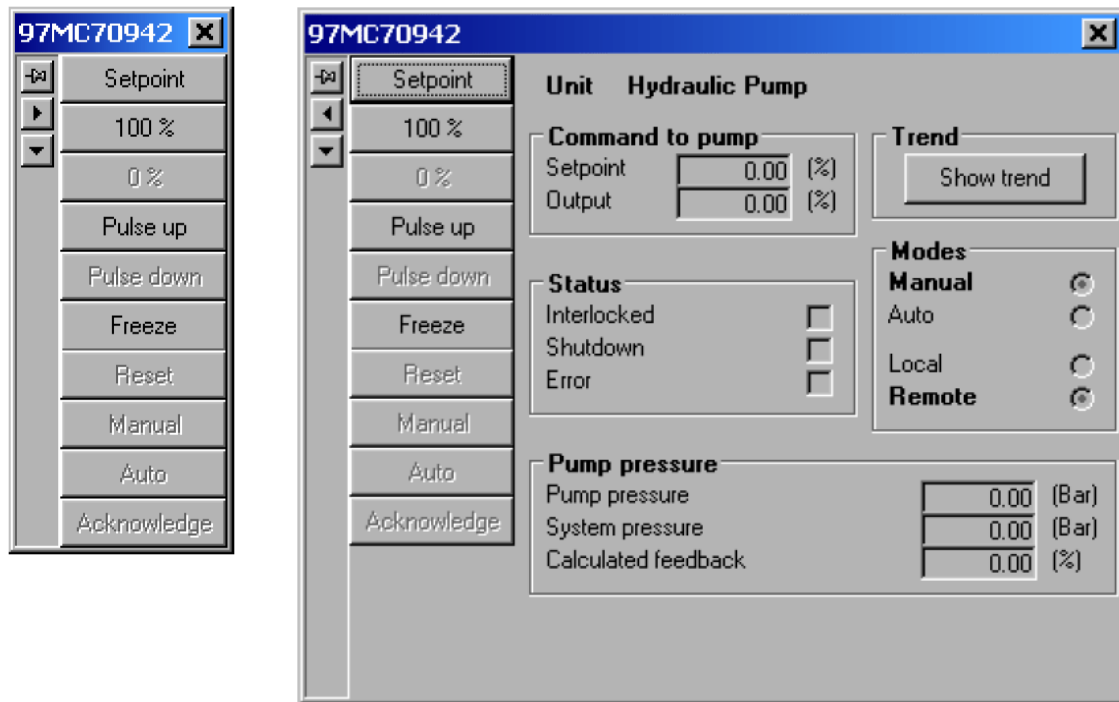 97MC70942
Setpoint
100 %
0 %
Pulse up
Pulse down
Freeze
Reset
Manual
Auto
Acknowledge
97MC70942
Setpoint
100 %
0 %
Pulse up
Pulse down
Freeze
Reset
Manual
Auto
Acknowledge
Unit Hydraulic Pump
Command to pump
Setpoint 0.00 (%)
Output 0.00 (%)
Trend
Show trend
Status
Interlocked
Shutdown
Error
Modes
Manual
Auto
Local
Remote
Pump pressure
Pump pressure 0.00 (Bar)
System pressure 0.00 (Bar)
Calculated feedback 0.00 (%)